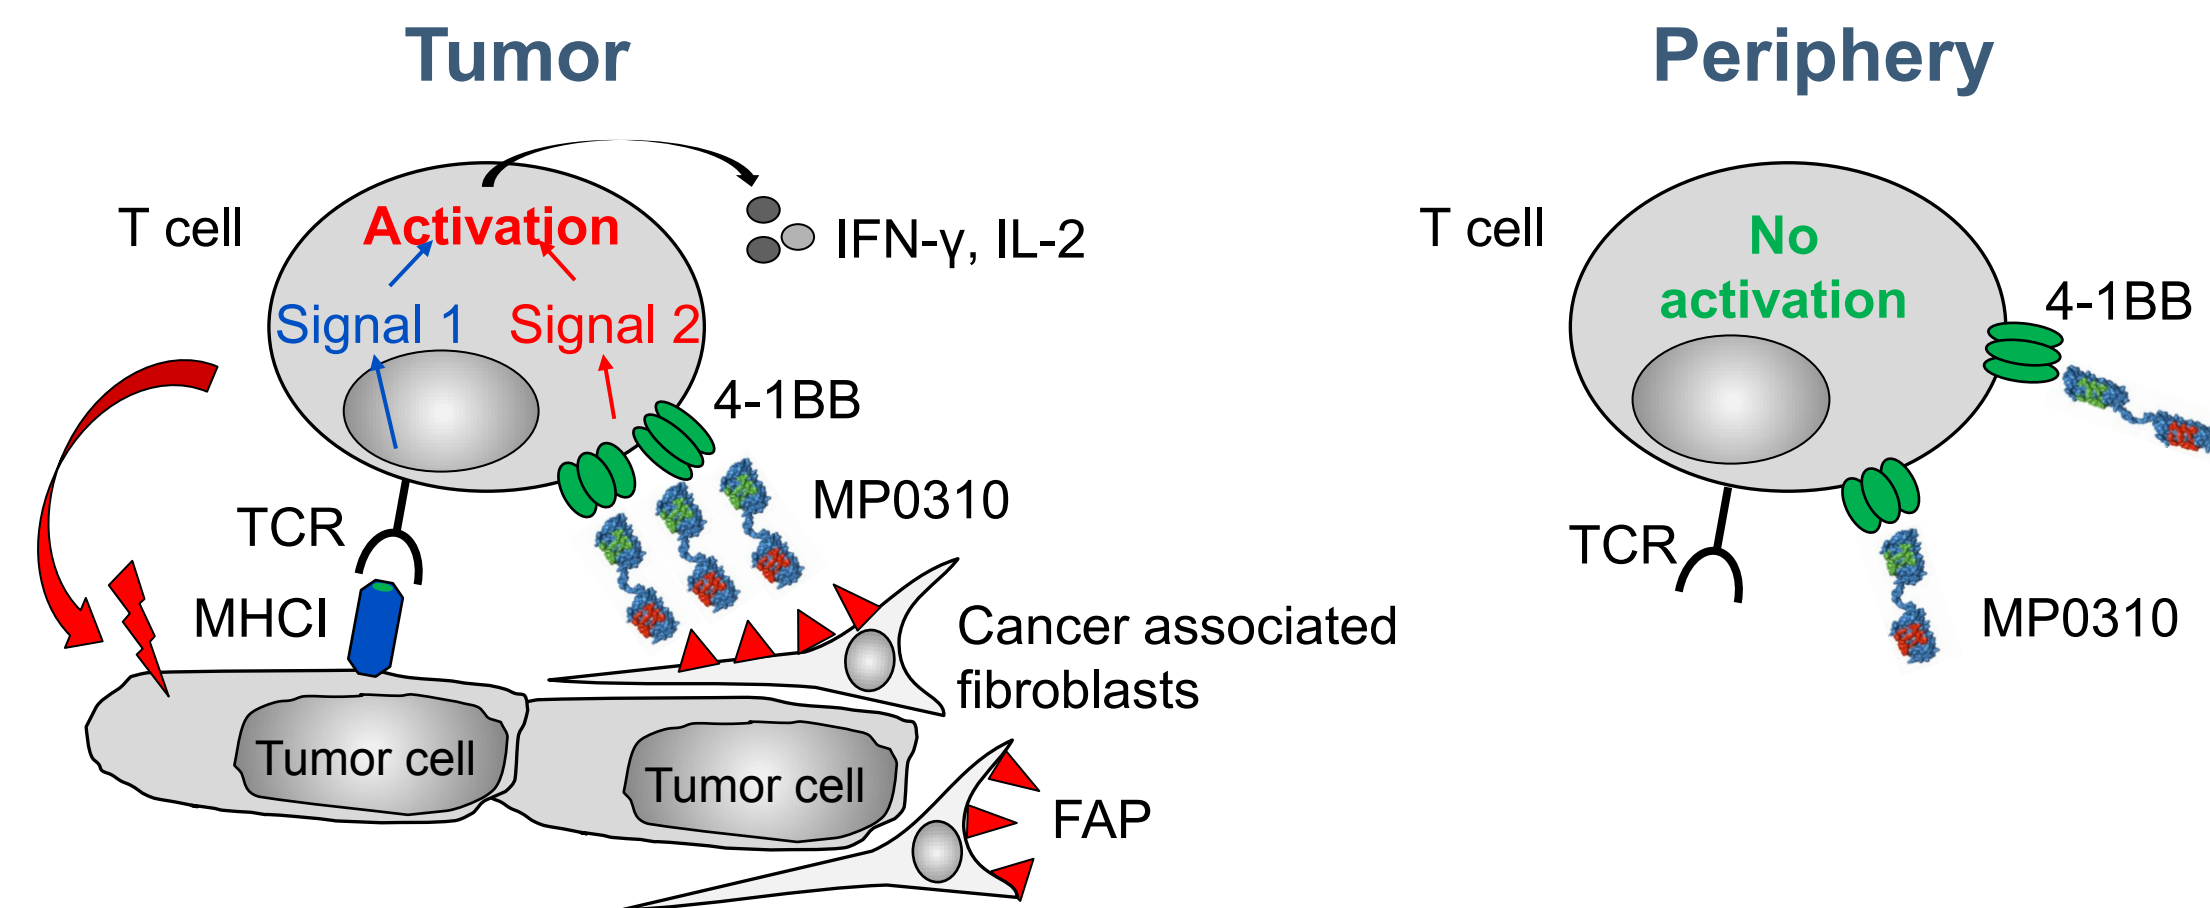 Tumor
T cell
Activation
IFN-γ, IL-2
Signal 1
Signal 2
4-1BB
MP0310
TCR
MHCI
Cancer associated
fibroblasts
Tumor cell
Tumor cell
FAP
Periphery
T cell
No
activation
4-1BB
TCR
MP0310